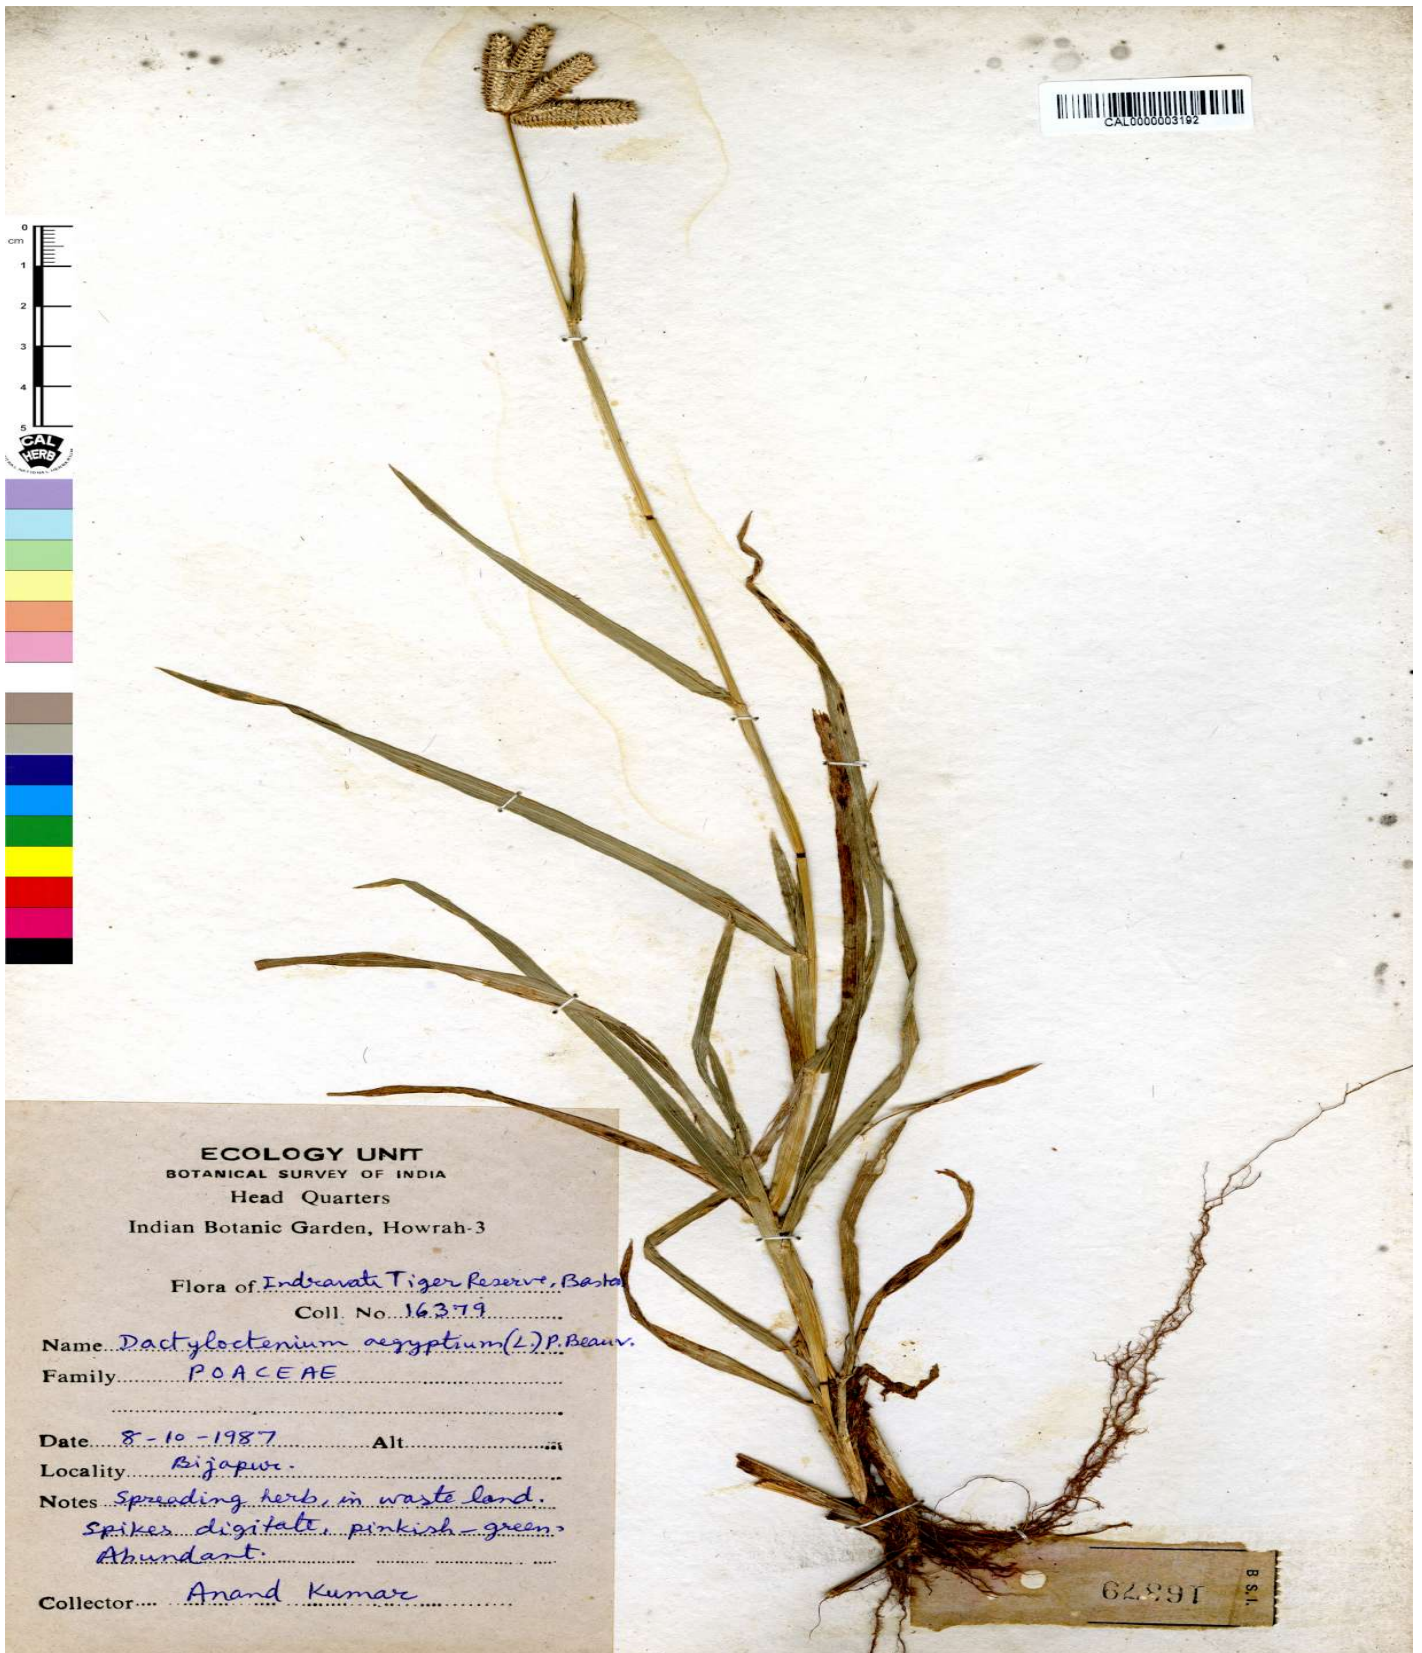 CAL0000003192
0
cm
1
2
3
4
5
CAL
HERB
ECOLOGY UNIT
BOTANICAL SURVEY OF INDIA
Head Quarters
Indian Botanic Garden, Howrah-3
Flora of Indravati Tiger Reserve, Bastar
Coll. No 16379
Name Dactyloctenium aegyptium (L.) P. Beauv.
Family POACEAE
Date 8-10-1987 Alt
Locality Bijapur.
Notes Spreading herb, in waste land.
Spikes digitate, pinkish-green.
Abundant.
Collector Anand Kumar
B.S.I.
16379